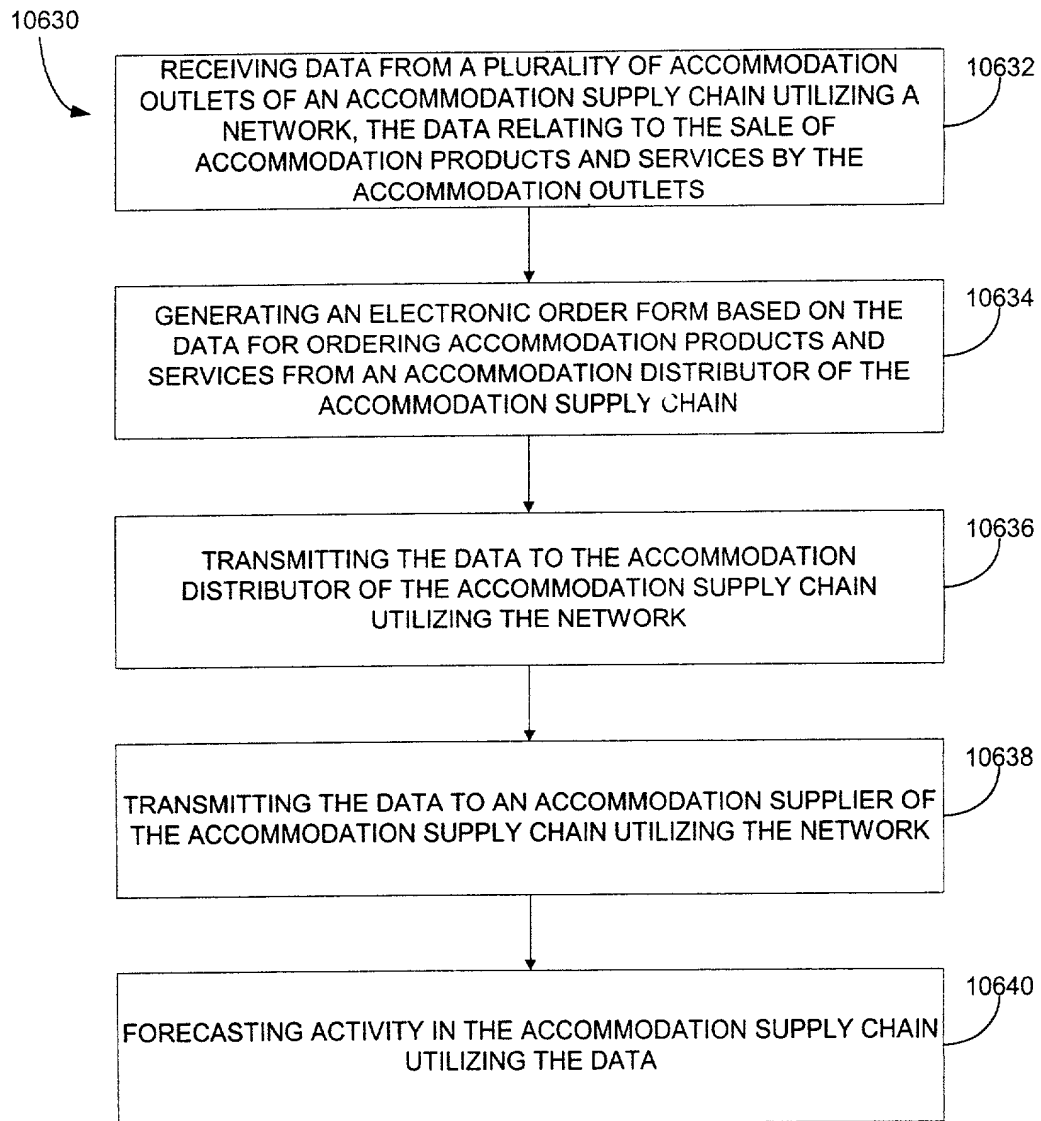 10630
RECEIVING DATA FROM A PLURALITY OF ACCOMMODATION
OUTLETS OF AN ACCOMMODATION SUPPLY CHAIN UTILIZING A
NETWORK, THE DATA RELATING TO THE SALE OF
ACCOMMODATION PRODUCTS AND SERVICES BY THE
ACCOMMODATION OUTLETS
10632
GENERATING AN ELECTRONIC ORDER FORM BASED ON THE
DATA FOR ORDERING ACCOMMODATION PRODUCTS AND
SERVICES FROM AN ACCOMMODATION DISTRIBUTOR OF THE
ACCOMMODATION SUPPLY CHAIN
10634
TRANSMITTING THE DATA TO THE ACCOMMODATION
DISTRIBUTOR OF THE ACCOMMODATION SUPPLY CHAIN
UTILIZING THE NETWORK
10636
TRANSMITTING THE DATA TO AN ACCOMMODATION SUPPLIER OF
THE ACCOMMODATION SUPPLY CHAIN UTILIZING THE NETWORK
10638
FORECASTING ACTIVITY IN THE ACCOMMODATION SUPPLY CHAIN
UTILIZING THE DATA
10640